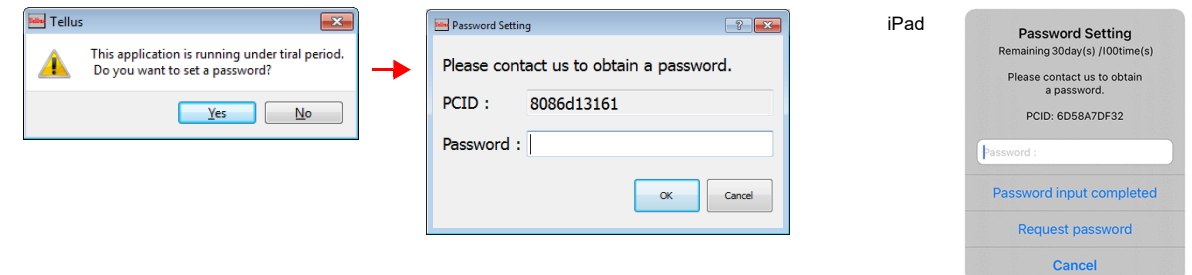 Tellus
This application is running under tiral period.
Do you want to set a password?
Yes
No
Password Setting
Please contact us to obtain a password.
PCID :
8086d13161
Password :
OK
Cancel
iPad
Password Setting
Remaining 30day(s) /100time(s)
Please contact us to obtain
a password.
PCID: 6D58A7DF32
Password :
Password input completed
Request password
Cancel